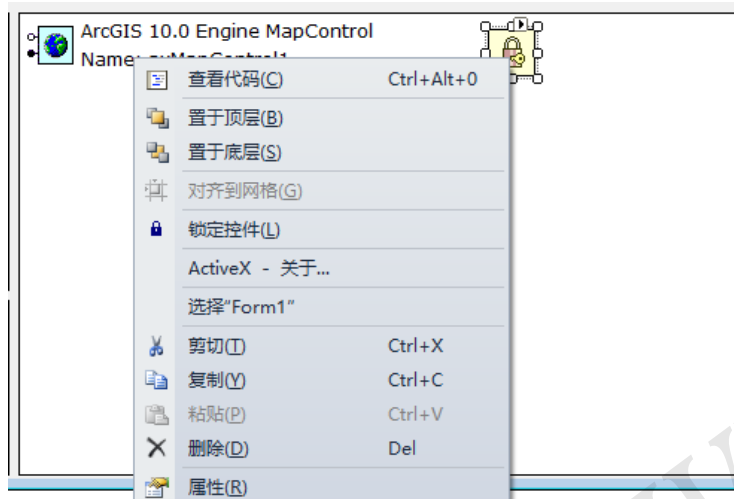 ArcGIS 10.0 Engine MapControl
Name: axMapControl1
查看代码(C) Ctrl+Alt+0
置于顶层(B)
置于底层(S)
对齐到网格(G)
锁定控件(L)
ActiveX - 关于...
选择"Form1"
剪切(T) Ctrl+X
复制(Y) Ctrl+C
粘贴(P) Ctrl+V
删除(D) Del
属性(R)